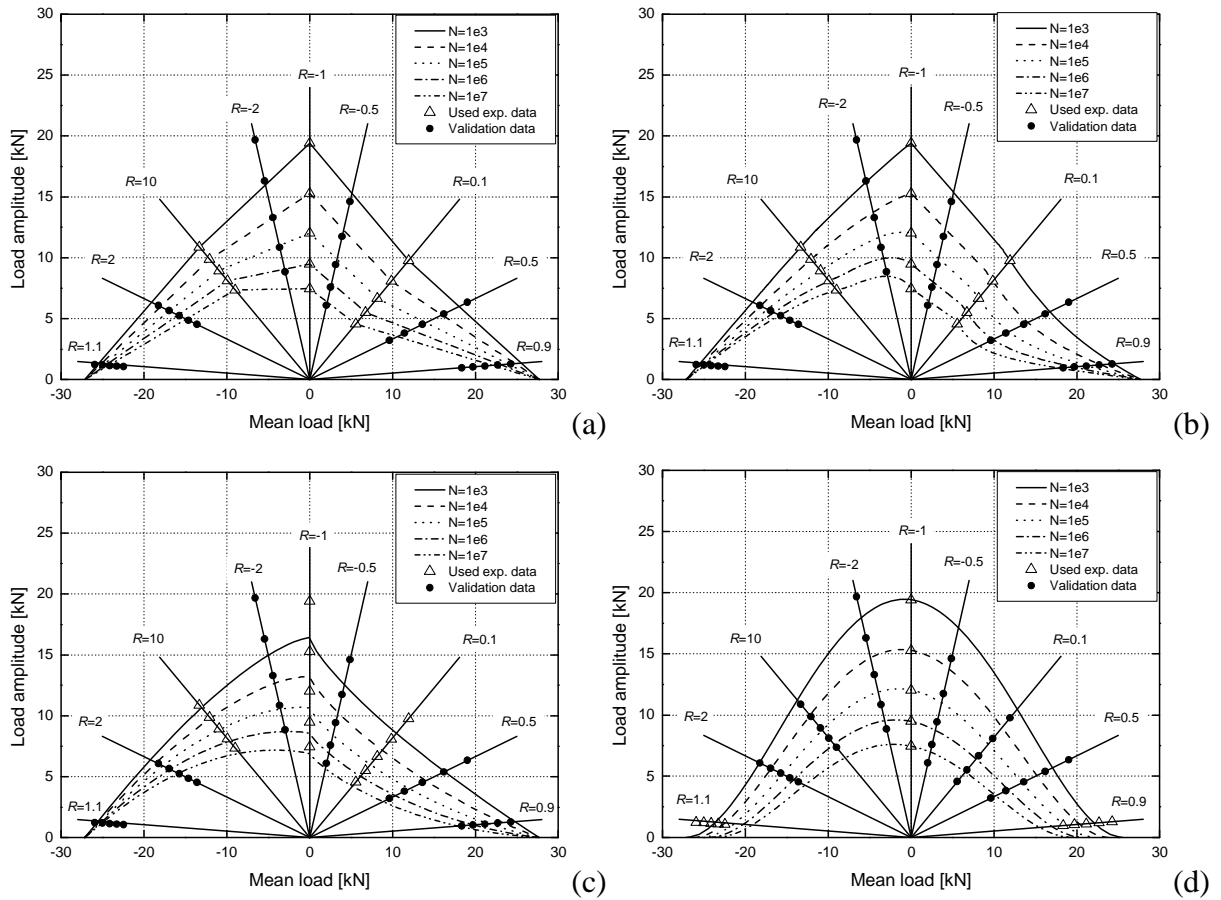 30
25
20
15
10
5
0
Load amplitude [kN]
-30 -20 -10 0 10 20 30
Mean load [kN]
N=1e3
N=1e4
N=1e5
N=1e6
N=1e7
Used exp. data
Validation data
R=-1
R=-2
R=-0.5
R=10
R=0.1
R=2
R=0.5
R=1.1
R=0.9
(a)
30
25
20
15
10
5
0
Load amplitude [kN]
-30 -20 -10 0 10 20 30
Mean load [kN]
N=1e3
N=1e4
N=1e5
N=1e6
N=1e7
Used exp. data
Validation data
R=-1
R=-2
R=-0.5
R=10
R=0.1
R=2
R=0.5
R=1.1
R=0.9
(b)
30
25
20
15
10
5
0
Load amplitude [kN]
-30 -20 -10 0 10 20 30
Mean load [kN]
N=1e3
N=1e4
N=1e5
N=1e6
N=1e7
Used exp. data
Validation data
R=-1
R=-2
R=-0.5
R=10
R=0.1
R=2
R=0.5
R=1.1
R=0.9
(c)
30
25
20
15
10
5
0
Load amplitude [kN]
-30 -20 -10 0 10 20 30
Mean load [kN]
N=1e3
N=1e4
N=1e5
N=1e6
N=1e7
Used exp. data
Validation data
R=-1
R=-2
R=-0.5
R=10
R=0.1
R=2
R=0.5
R=1.1
R=0.9
(d)